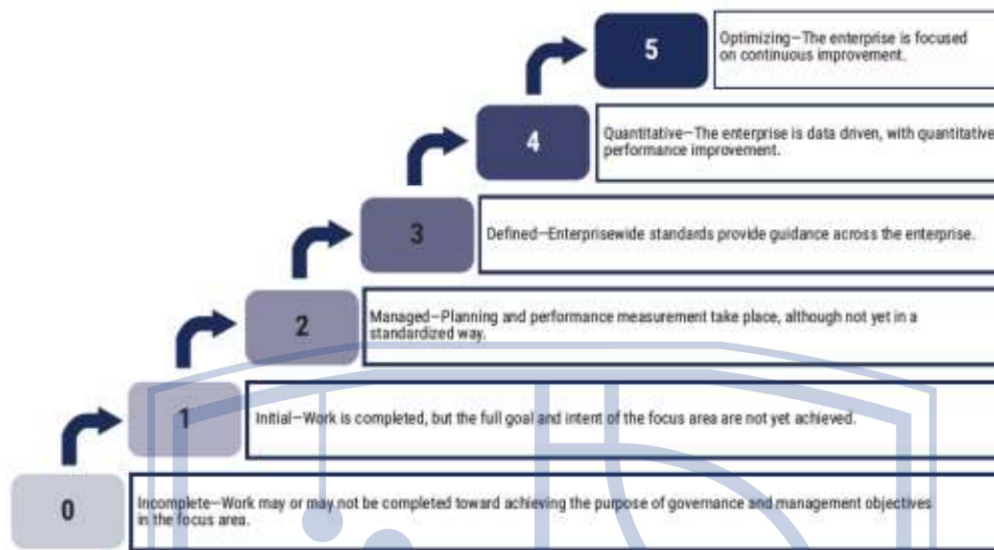 5
Optimizing—The enterprise is focused
on continuous improvement.
4
Quantitative—The enterprise is data driven, with quantitative
performance improvement.
3
Defined—Enterprisewide standards provide guidance across the enterprise.
2
Managed—Planning and performance measurement take place, although not yet in a
standardized way.
1
Initial—Work is completed, but the full goal and intent of the focus area are not yet achieved.
0
Incomplete—Work may or may not be completed toward achieving the purpose of governance and management objectives
in the focus area.